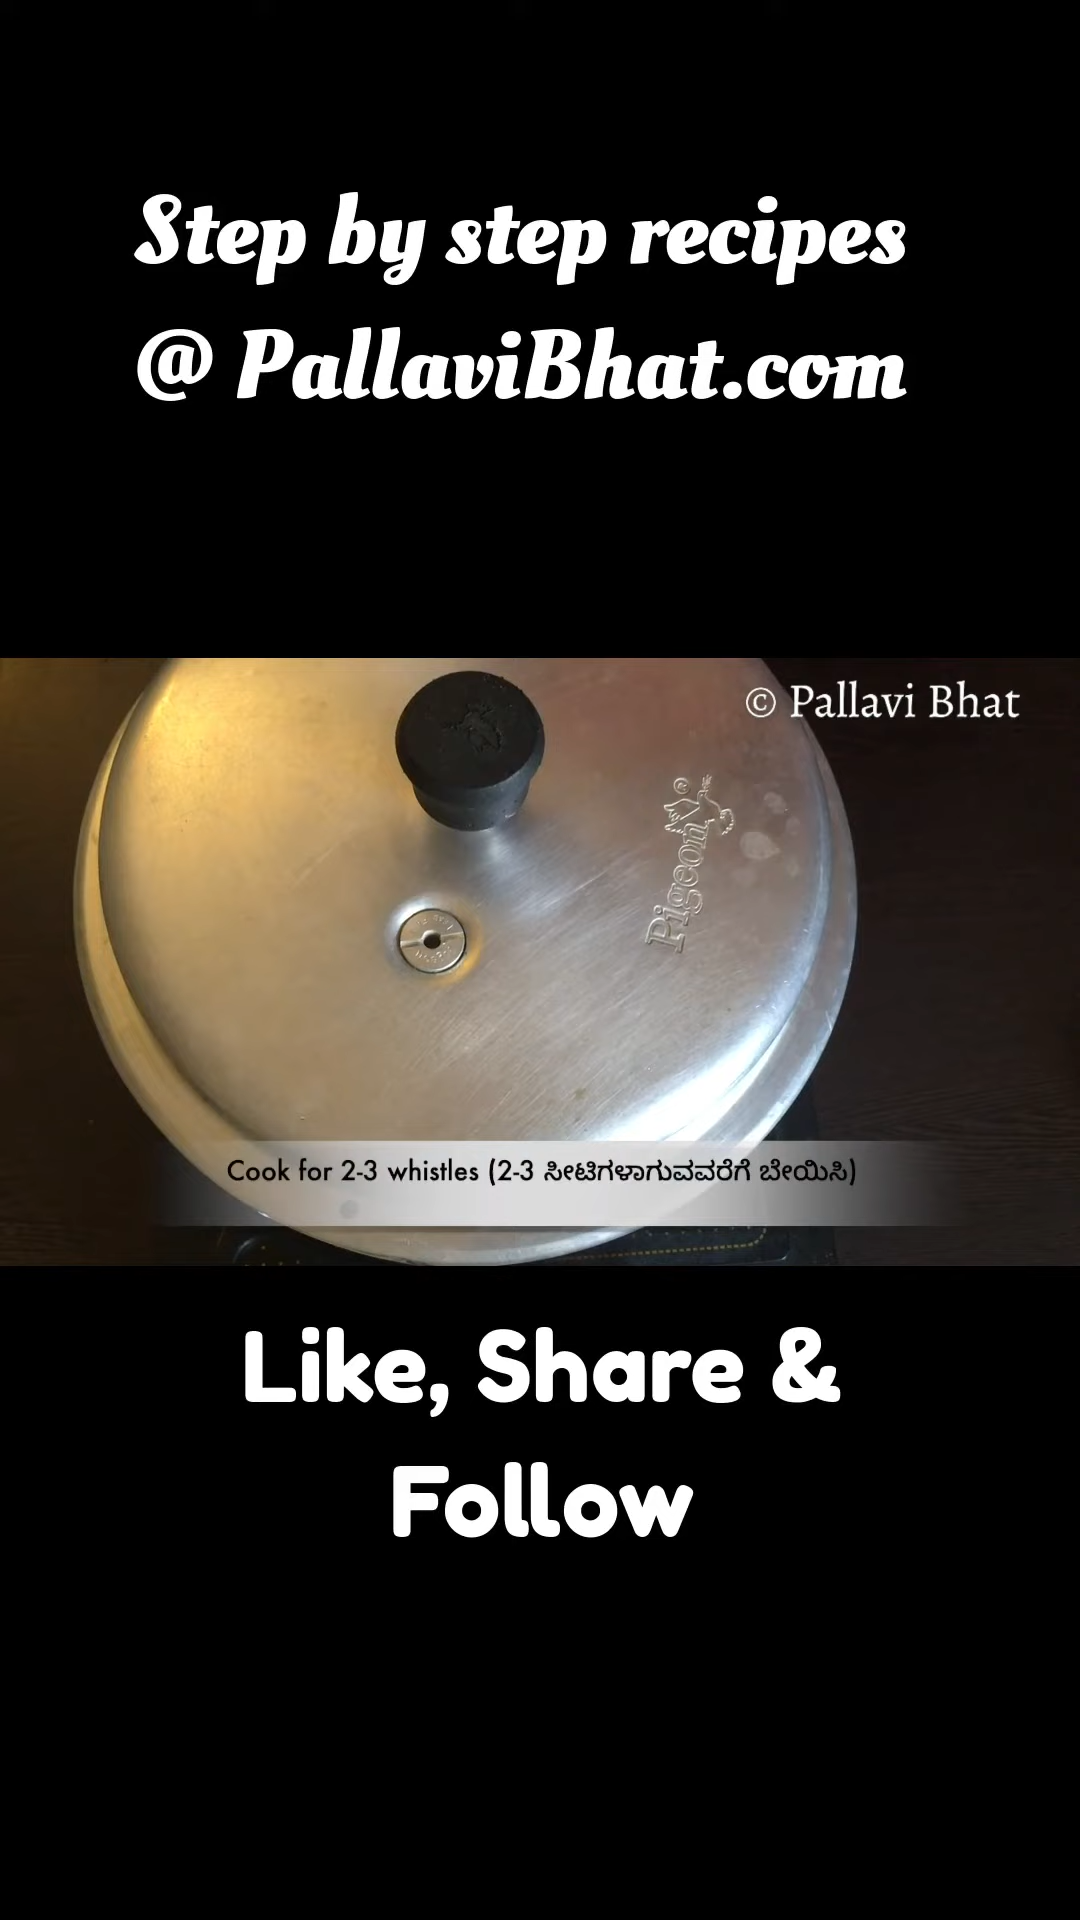 Step by step recipes
@ PallaviBhat.com
© Pallavi Bhat
Pigeon®
Cook for 2-3 whistles (2-3 ಸೀಟಿಗಳಾಗುವವರೆಗೆ ಬೇಯಿಸಿ)
Like, Share &
Follow